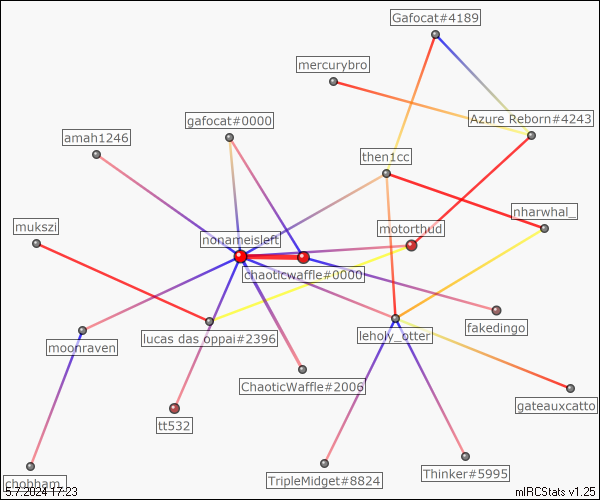 Gafocat#4189
mercurybro
gafocat#0000
Azure Reborn#4243
amah1246
then1cc
nharwhal_
mukszi
motorthud
nonameisleft
chaoticwaffle#0000
fakedingo
lucas das oppai#2396
leholy_otter
moonraven
ChaoticWaffle#2006
gateauxcatto
tt532
Thinker#5995
TripleMidget#8824
chobham_
5.7.2024 17:23
mIRCStats v1.25